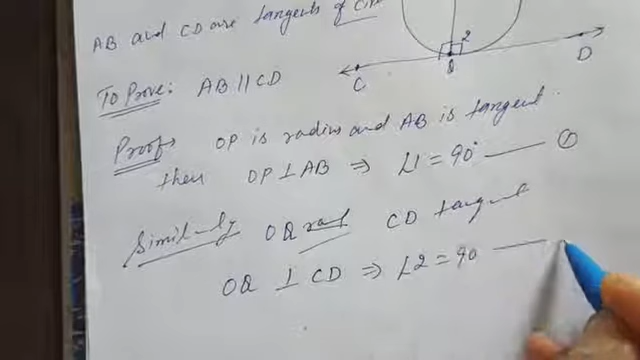 AB and CD are tangents of
2
Q
C
D
To Prove: AB || CD
Proof OP is radius and AB is tangent.
then OP ⊥ AB ⇒ ∠1 = 90° — ①
Similarly OQ rad CD tangent
OQ ⊥ CD ⇒ ∠2 = 90 —